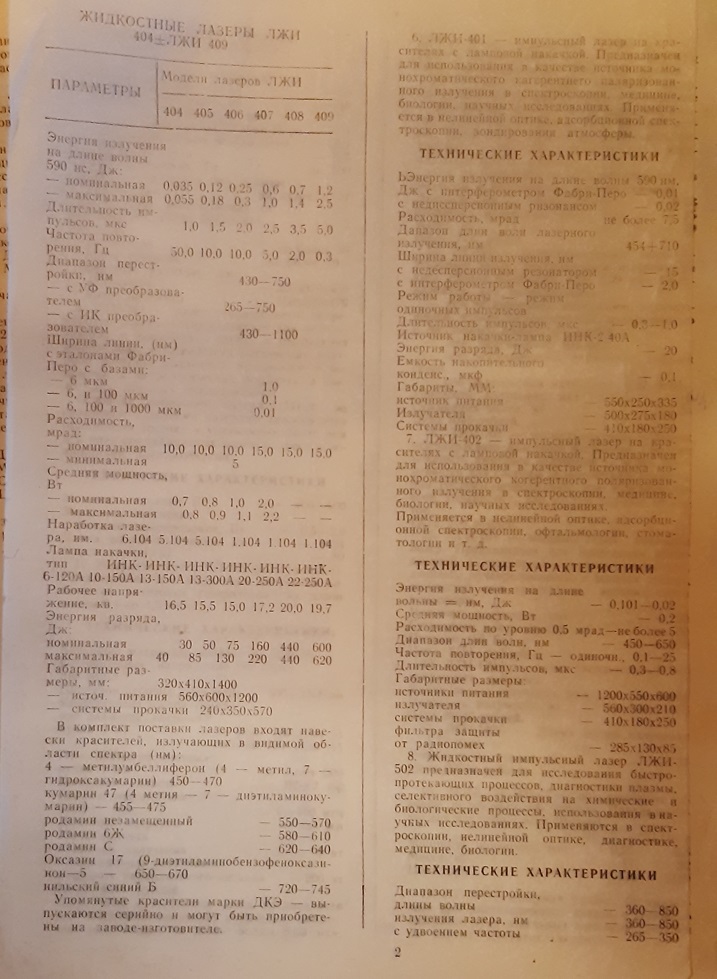 ЖИДКОСТНЫЕ ЛАЗЕРЫ ЛЖИ
404±ЛЖИ 409
ПАРАМЕТРЫ
Модели лазеров ЛЖИ
404 405 406 407 408 409
Энергия излучения
на длине волны
590 нс, Дж:
— номинальная 0,035 0,12 0,25 0,6 0,7 1,2
— максимальная 0,055 0,18 0,3 1,0 1,4 2,5
Длительность им-
пульсов, мкс 1,0 1,5 2,0 2,5 3,5 5,0
Частота повто-
рения, Гц 50,0 10,0 10,0 5,0 2,0 0,3
Диапазон перест-
ройки, нм 430—750
— с УФ преобразова-
телем 265—750
— с ИК преобра-
зователем 430—1100
Ширина линии, (нм)
с эталонами Фабри-
Перо с базами:
— 6 мкм 1,0
— 6, и 100 мкм 0,1
— 6, 100 и 1000 мкм 0,01
Расходимость,
мрад:
— номинальная 10,0 10,0 10,0 15,0 15,0 15,0
— минимальная 5
Средняя мощность,
Вт
— номинальная 0,7 0,8 1,0 2,0 — —
— максимальная 0,8 0,9 1,1 2,2 — —
Наработка лазе-
ра, им. 6.104 5.104 5.104 1.104 1.104 1.104
Лампа накачки,
тип ИНК- ИНК- ИНК- ИНК- ИНК- ИНК-
6-120А 10-150А 13-150А 13-300А 20-250А 22-250А
Рабочее напря-
жение, кв. 16,5 15,5 15,0 17,2 20,0 19,7
Энергия разряда,
Дж:
номинальная 30 50 75 160 440 600
максимальная 40 85 130 220 440 620
Габаритные раз-
меры, мм: 320х410х1400
— источ. питания 560х600х1200
— системы прокачки 240х350х570
В комплект поставки лазеров входят наве-
ски красителей, излучающих в видимой об-
ласти спектра (нм):
4 — метилумбеллиферон (4 — метил, 7 —
гидроксакумарин) 450—470
кумарин 47 (4 метия — 7 — диэтиламиноку-
марин) — 455—475
родамин незамещенный — 550—570
родамин 6Ж — 580—610
родамин С — 620—640
Оксазин 17 (9-диэтиламинобензофеноксази-
нон—5 — 650—670
нильский синий Б — 720—745
Упомянутые красители марки ДКЭ — вы-
пускаются серийно и могут быть приобрете-
ны на заводе-изготовителе.
6. ЛЖИ-401 — импульсный лазер на кра-
сителях с ламповой накачкой. Предназначен
для использования в качестве источника мо-
нохроматического когерентного поляризован-
ного излучения в спектроскопии, медицине,
биологии, научных исследованиях. Применя-
ется в нелинейной оптике, адсорбционной спек-
троскопии, зондирования атмосферы.
ТЕХНИЧЕСКИЕ ХАРАКТЕРИСТИКИ
ЬЭнергия излучения на длине волны 590 нм,
Дж с интерферометром Фабри-Перо — 0,01
с недисперсионным — 0,02
Расходимость, мрад не более 7,5
Дапазон длин волн лазерного
излучения, нм 454—710
Ширина линии излучения, нм
с недесперсионным резонатором — 15
с интерферометром Фабри-Перо — 2,0
Режим работы — режим
одиночных импульсов
Длительность импульсов, мкс — 0,3—1,0
Источник накачки-лампа ИНК-2 40А
Энергия разряда, Дж — 20
Емкость накопительного
конденс., мкф — 0,1
Габариты, ММ:
источник питания 550х250х335
Излучателя — 500х275х180
Системы прокачки — 410х180х250
7. ЛЖИ-402 — импульсный лазер на кра-
сителях с ламповой накачкой. Предназначен
для использования в качестве источника мо-
нохроматического когерентного поляризован-
ного излучения в спектроскопии, медицине,
биологии, научных исследованиях.
Применяется в нелинейной оптике, адсорбци-
онной спектроскопии, офтальмологии, стома-
тологии и т. д.
ТЕХНИЧЕСКИЕ ХАРАКТЕРИСТИКИ
Энергия излучения на длине
вольны = нм, Дж — 0,101—0,02
Средняя мощность, Вт — 0,2
Расходимость по уровню 0,5 мрад—не более 5
Диапазон длин волн, нм — 450—650
Частота повторения, Гц — одиночн., 0,1—25
Длительность импульсов, мкс — 0,3—0,8
Габаритные размеры:
источники питания — 1200х550х600
излучателя — 560х300х210
системы прокачки — 410х180х250
фильтра защиты
от радиопомех — 285х130х85
8. Жидкостный импульсный лазер ЛЖИ-
502 предназначен для исследования быстро-
протекающих процессов, диагностики плазмы,
селективного воздействия на химические и
биологические процессы, использования в на-
учных исследованиях. Применяются в спект-
роскопии, нелинейной оптике, диагностике,
медицине, биологии.
ТЕХНИЧЕСКИЕ ХАРАКТЕРИСТИКИ
Диапазон перестройки,
длины волны — 360—850
излучения лазера, нм — 360—850
с удвоением частоты — 265—350
2